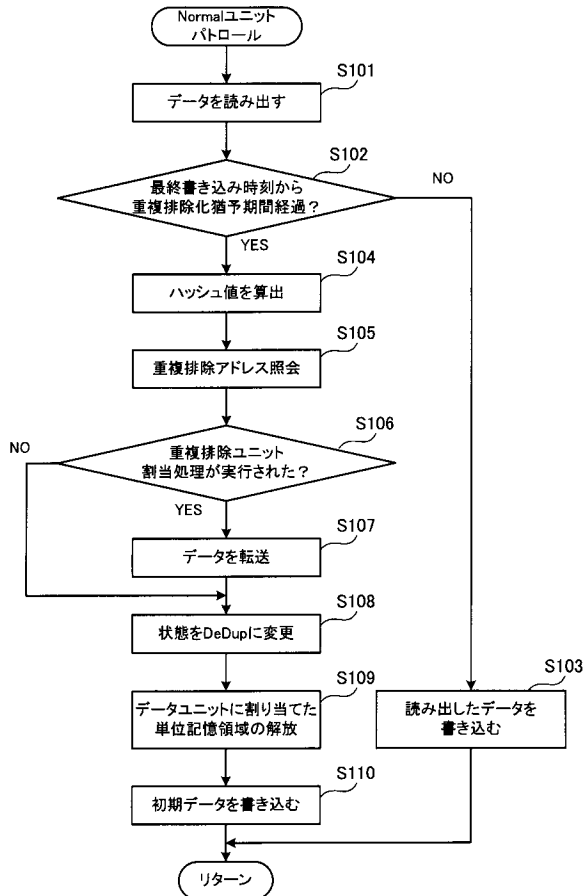 Normalユニット
パトロール
S101
データを読み出す
S102
最終書き込み時刻から
重複排除化猶予期間経過?
NO
YES
S104
ハッシュ値を算出
S105
重複排除アドレス照会
S106
NO
重複排除ユニット
割当処理が実行された?
YES
S107
データを転送
S108
状態をDeDupに変更
S109
データユニットに割り当てた
単位記憶領域の解放
S103
読み出したデータを
書き込む
S110
初期データを書き込む
リターン